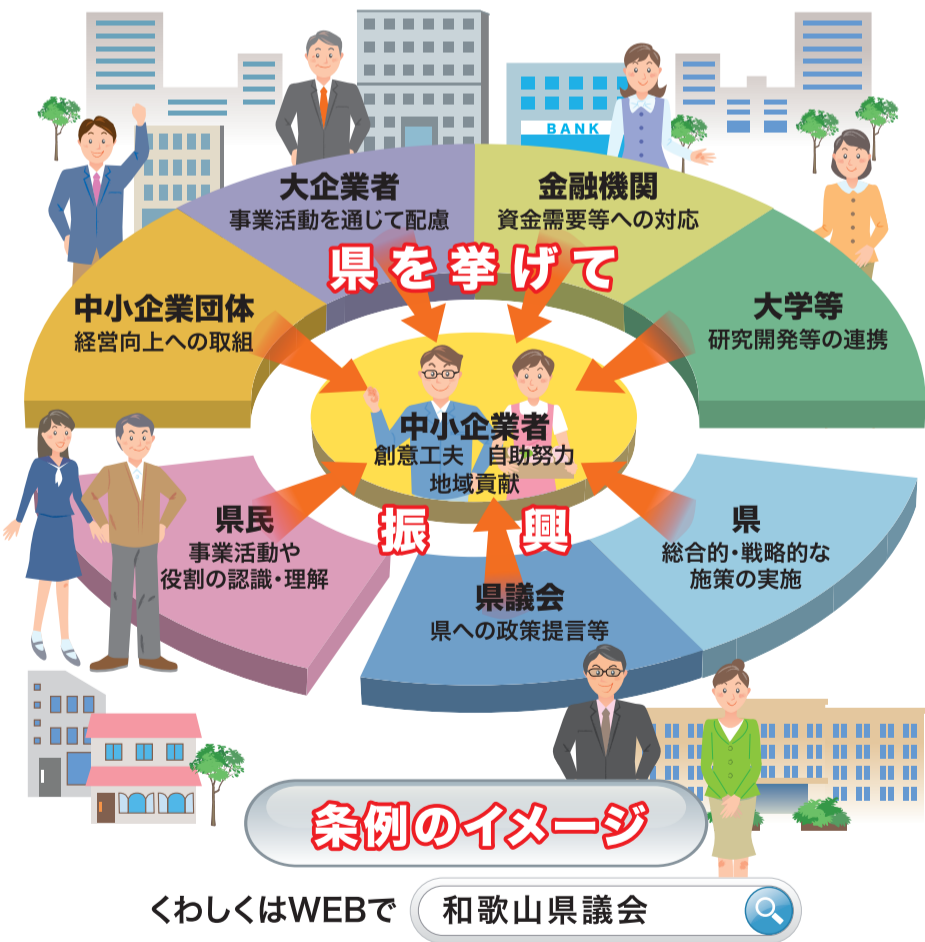 BANK
大企業者
事業活動を通じて配慮
金融機関
資金需要等への対応
県を挙げて
中小企業団体
経営向上への取組
大学等
研究開発等の連携
中小企業者
創意工夫　自助努力
地域貢献
振　興
県民
事業活動や
役割の認識・理解
県
総合的・戦略的な
施策の実施
県議会
県への政策提言等
条例のイメージ
くわしくはWEBで　和歌山県議会